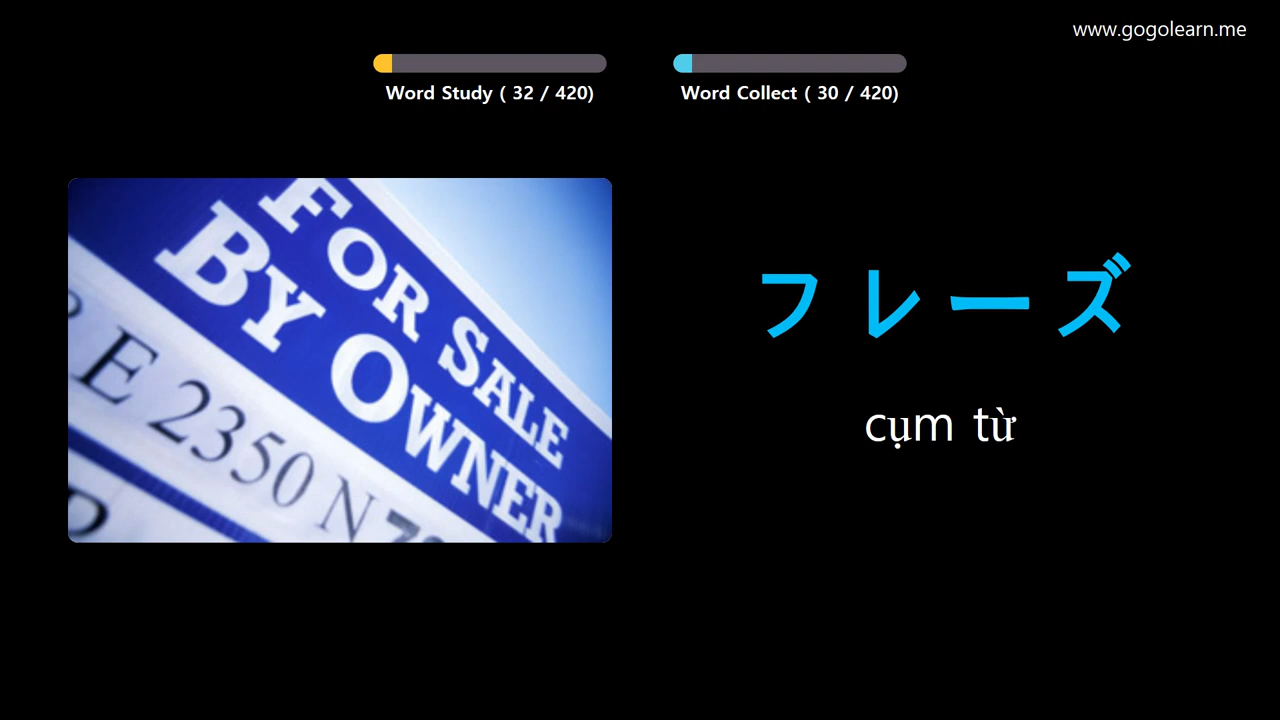 www.gogolearn.me
Word Study ( 32 / 420)
Word Collect ( 30 / 420)
FOR SALE
BY OWNER
E 2350 N
フレーズ
cụm từ